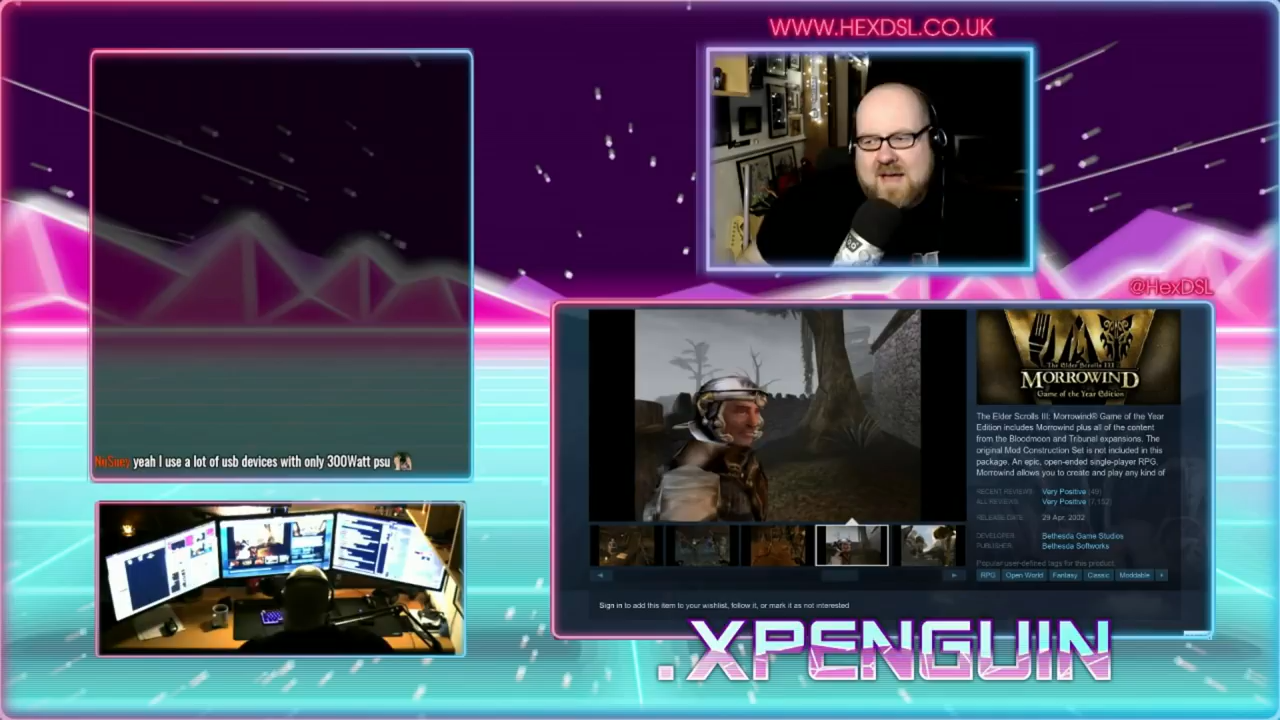 WWW.HEXDSL.CO.UK
@HexDSL
NuSuey yeah I use a lot of usb devices with only 300Watt psu
The Elder Scrolls III
MORROWIND
Game of the Year Edition
The Elder Scrolls III: Morrowind® Game of the Year
Edition includes Morrowind plus all of the content
from the Bloodmoon and Tribunal expansions. The
original Mod Construction Set is not included in this
package. An epic, open-ended single-player RPG,
Morrowind allows you to create and play any kind of
RECENT REVIEWS: Very Positive (49)
ALL REVIEWS: Very Positive (7,152)
RELEASE DATE: 29 Apr, 2002
DEVELOPER: Bethesda Game Studios
PUBLISHER: Bethesda Softworks
Popular user-defined tags for this product:
RPG Open World Fantasy Classic Moddable +
Sign in to add this item to your wishlist, follow it, or mark it as not interested
.XPENGUIN